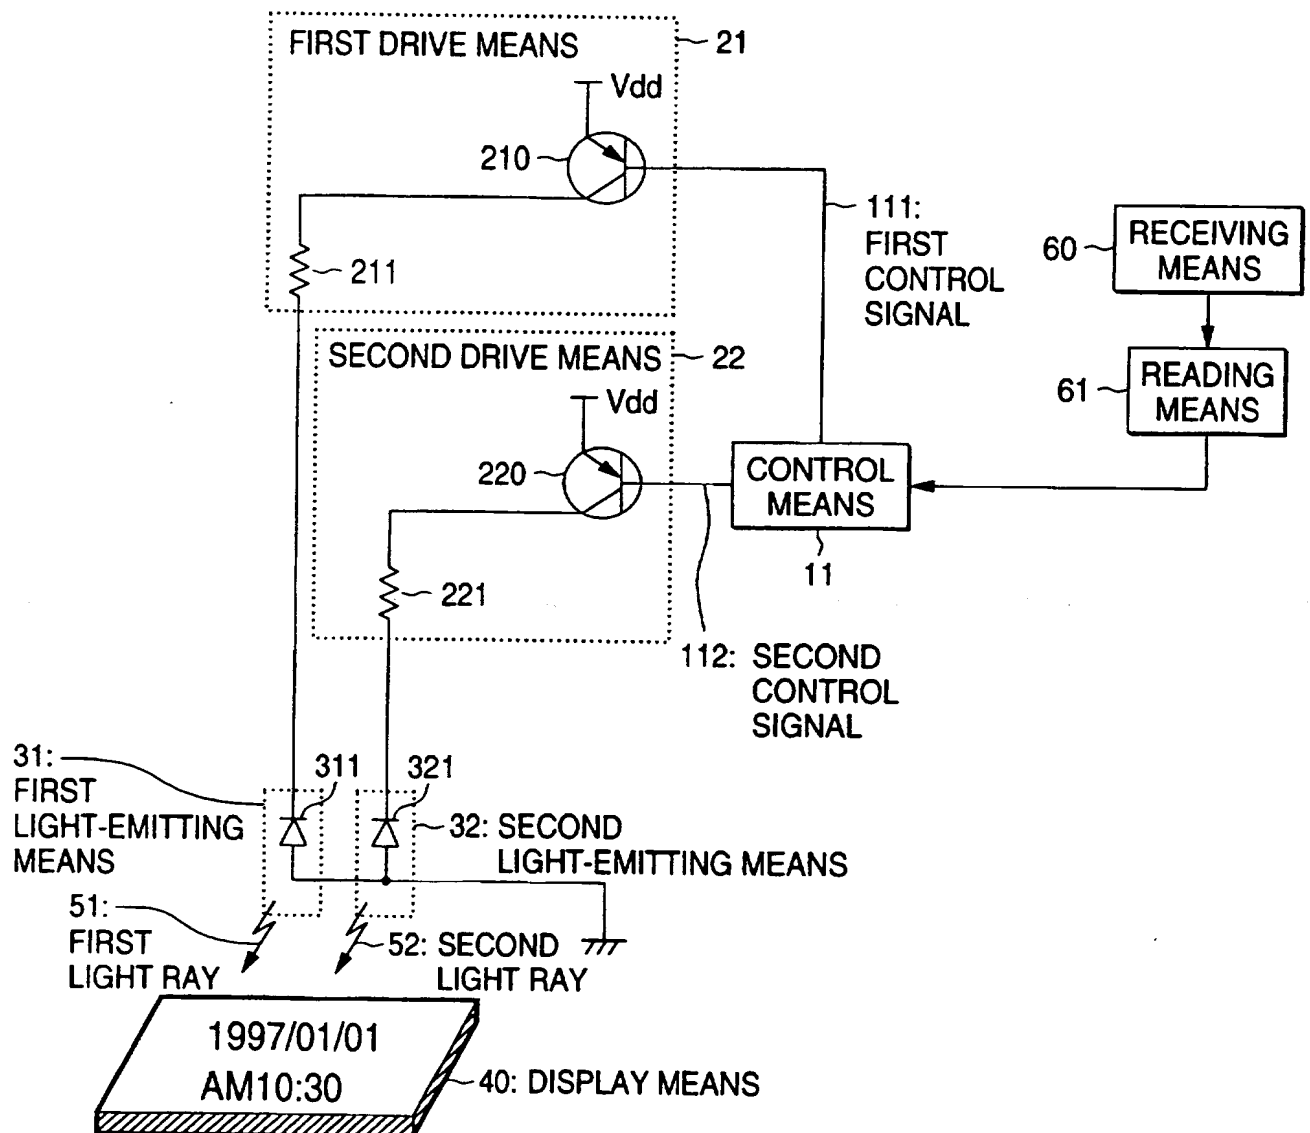 FIRST DRIVE MEANS
21
Vdd
210
211
111:
FIRST
CONTROL
SIGNAL
60
RECEIVING
MEANS
SECOND DRIVE MEANS
22
Vdd
61
READING
MEANS
220
CONTROL
MEANS
11
221
112: SECOND
CONTROL
SIGNAL
31:
FIRST
LIGHT-EMITTING
MEANS
311
321
32: SECOND
LIGHT-EMITTING MEANS
51:
FIRST
LIGHT RAY
52: SECOND
LIGHT RAY
1997/01/01
AM10:30
40: DISPLAY MEANS